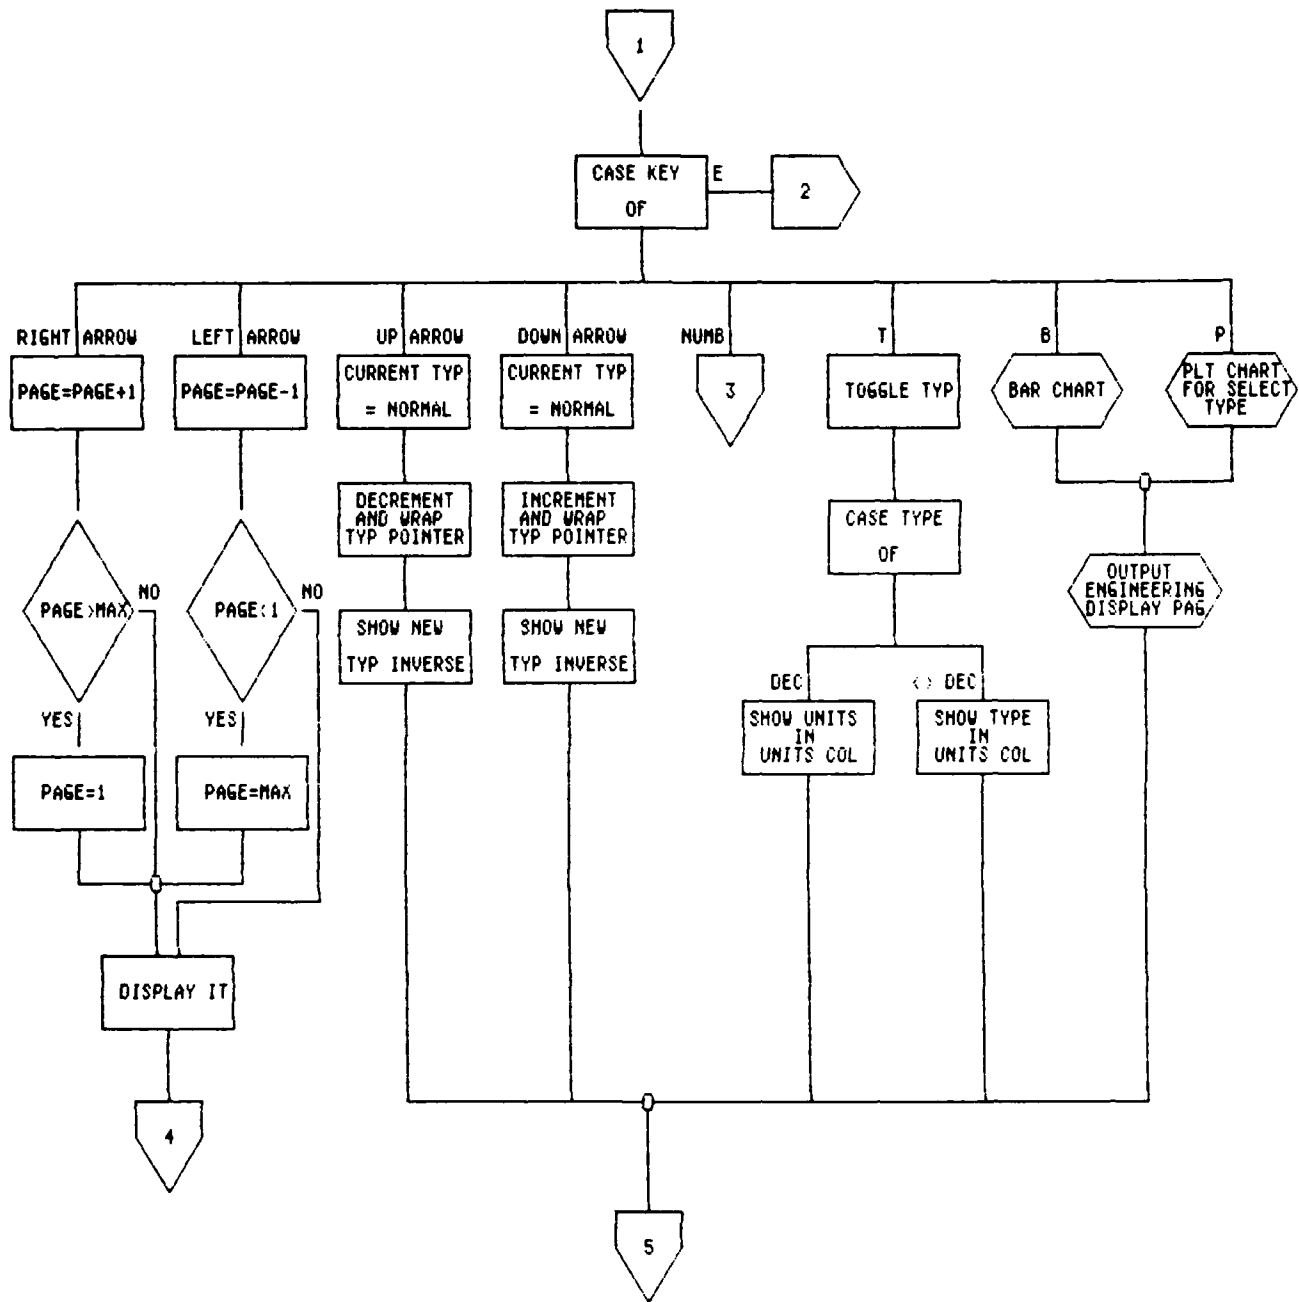 1
CASE KEY
OF
E
2
RIGHT ARROW
LEFT ARROW
UP ARROW
DOWN ARROW
NUMB
T
B
P
PAGE=PAGE+1
PAGE=PAGE-1
CURRENT TYP
= NORMAL
CURRENT TYP
= NORMAL
3
TOGGLE TYP
BAR CHART
PLT CHART
FOR SELECT
TYPE
DECREMENT
AND WRAP
TYP POINTER
INCREMENT
AND WRAP
TYP POINTER
CASE TYPE
OF
PAGE>MAX
NO
PAGE<1
NO
SHOW NEW
TYP INVERSE
SHOW NEW
TYP INVERSE
OUTPUT
ENGINEERING
DISPLAY PAG
DEC
<> DEC
YES
YES
SHOW UNITS
IN
UNITS COL
SHOW TYPE
IN
UNITS COL
PAGE=1
PAGE=MAX
DISPLAY IT
4
5